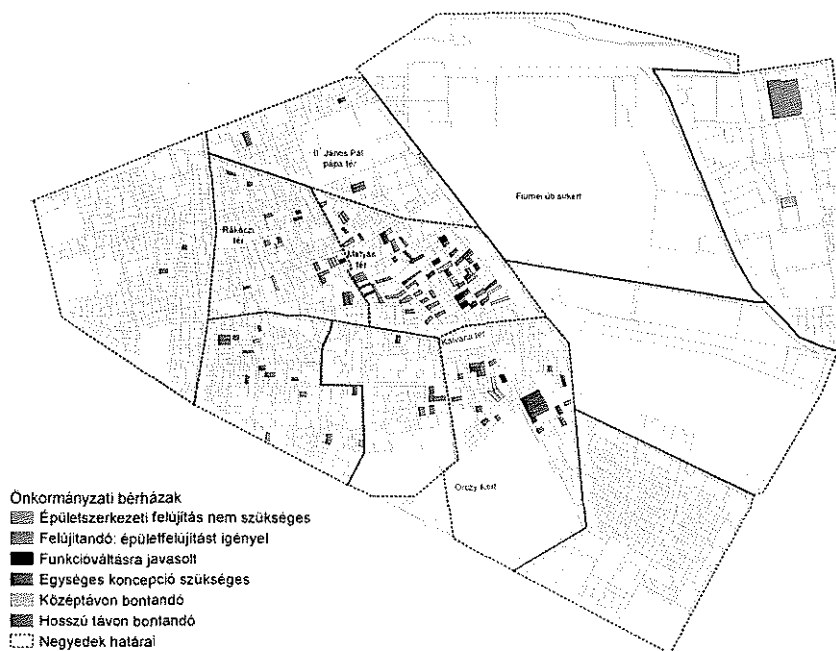 II. János Pál
pápa tér
Fiumei úti sírkert
Rákóczi
tér
Mátyás
tér
Kálvária tér
Orczy kert
Önkormányzati bérházak
Épületszerkezeti felújítás nem szükséges
Felújítandó: épületfelújítást igényel
Funkcióváltásra javasolt
Egységes koncepció szükséges
Középtávon bontandó
Hosszú távon bontandó
Negyedek határai